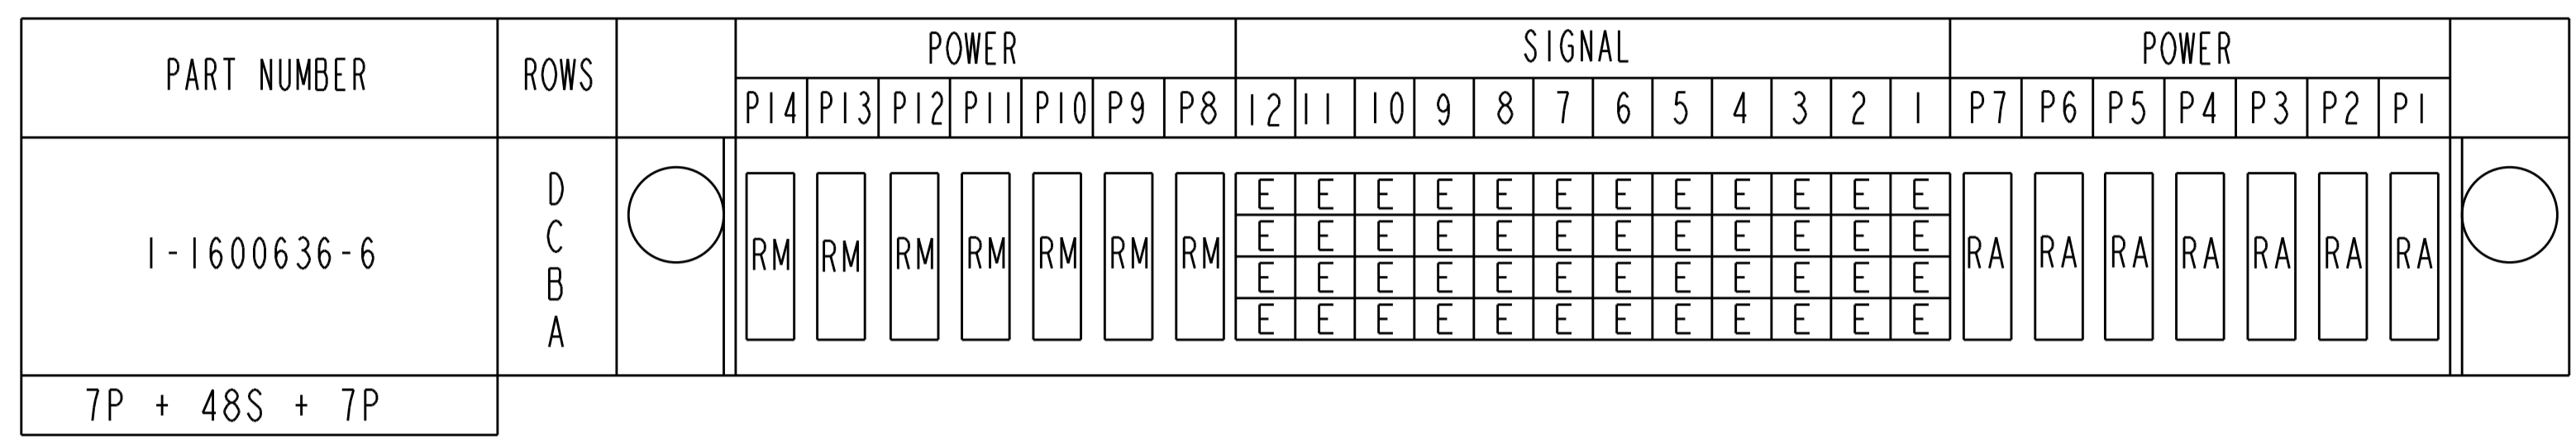 PART NUMBER ROWS POWER SIGNAL POWER
P14 P13 P12 P11 P10 P9 P8 12 11 10 9 8 7 6 5 4 3 2 1 P7 P6 P5 P4 P3 P2 P1
D E E E E E E E E E E E E
C E E E E E E E E E E E E
1-1600636-6 RM RM RM RM RM RM RM RA RA RA RA RA RA RA
B E E E E E E E E E E E E
A E E E E E E E E E E E E
7P + 48S + 7P